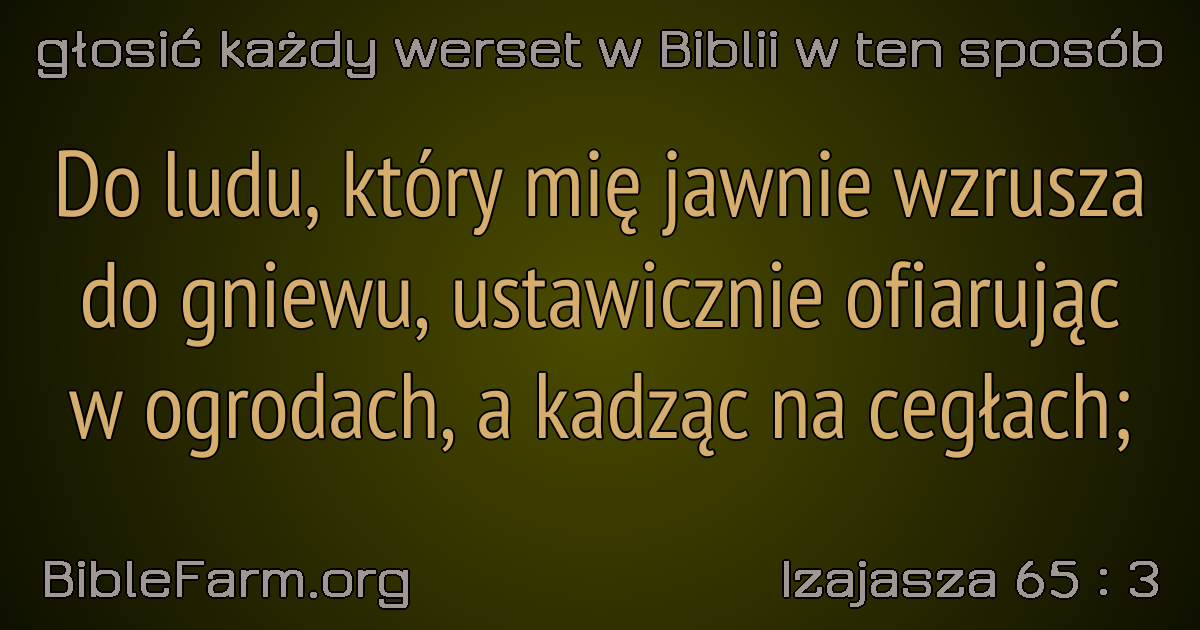 głosić każdy werset w Biblii w ten sposób
Do ludu, który mię jawnie wzrusza
do gniewu, ustawicznie ofiarując
w ogrodach, a kadząc na cegłach;
BibleFarm.org
Izajasza 65 : 3